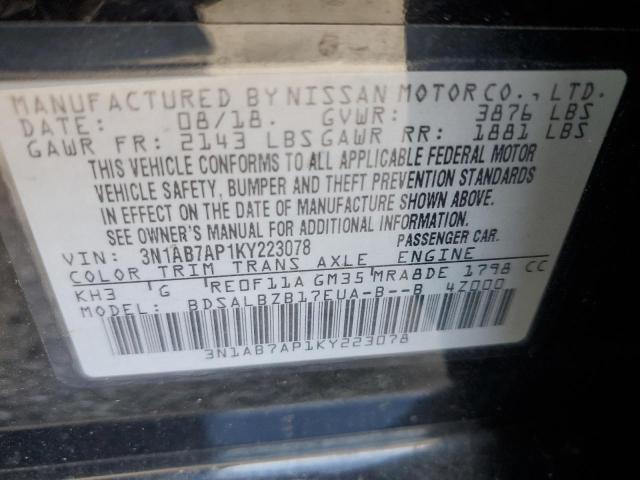 MANUFACTURED BY NISSAN MOTOR CO., LTD.
DATE: 08/18. GVWR: 3876 LBS
GAWR FR: 2143 LBS GAWR RR: 1881 LBS
THIS VEHICLE CONFORMS TO ALL APPLICABLE FEDERAL MOTOR
VEHICLE SAFETY, BUMPER AND THEFT PREVENTION STANDARDS
IN EFFECT ON THE DATE OF MANUFACTURE SHOWN ABOVE.
SEE OWNER'S MANUAL FOR ADDITIONAL INFORMATION
VIN: 3N1AB7AP1KY223078 PASSENGER CAR.
COLOR TRIM TRANS AXLE ENGINE
KH3 G RE0F11A GM35 MRA8DE 1798 CC
MODEL: BDSALBZB17EUA-B--B 4Z000
3N1AB7AP1KY223078